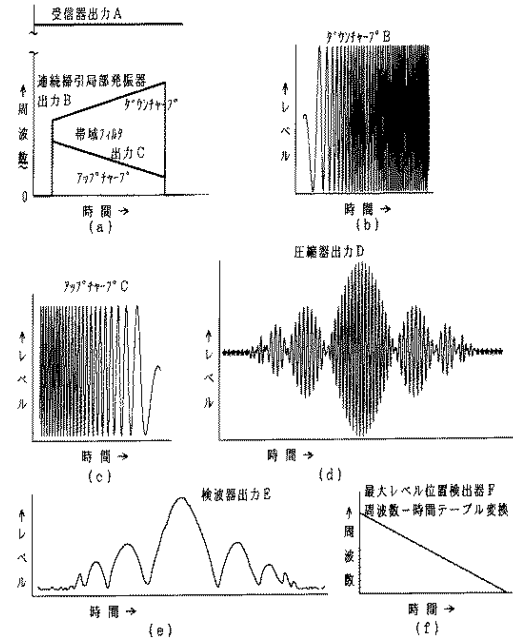 受信器出力A
↑
周
波
数
0
連続掃引局部発振器
出力B
ダウンチャープ
帯域フィルタ
出力C
アップチャープ
時間→
(a)
ダウンチャープB
↑
レ
ベ
ル
時間→
(b)
アップチャープC
↑
レ
ベ
ル
時間→
(c)
圧縮器出力D
↑
レ
ベ
ル
時間→
(d)
検波器出力E
↑
レ
ベ
ル
時間→
(e)
最大レベル位置検出器F
周波数ー時間テーブル変換
↑
周
波
数
時間→
(f)